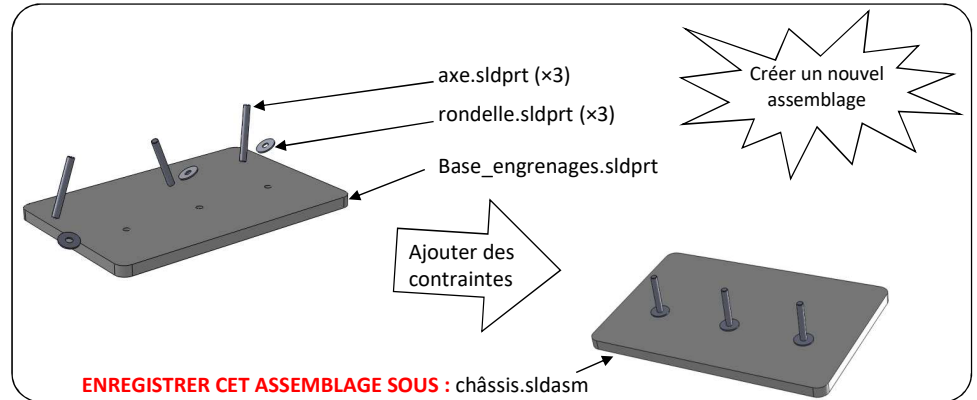 axe.sldprt (×3)
rondelle.sldprt (×3)
Base_engrenages.sldprt
Créer un nouvel
assemblage
Ajouter des
contraintes
ENREGISTRER CET ASSEMBLAGE SOUS : châssis.sldasm